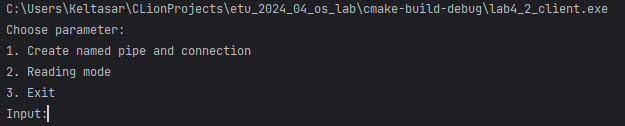 C:\Users\Keltasar\CLionProjects\etu_2024_04_os_lab\cmake-build-debug\lab4_2_client.exe
Choose parameter:
1. Create named pipe and connection
2. Reading mode
3. Exit
Input: